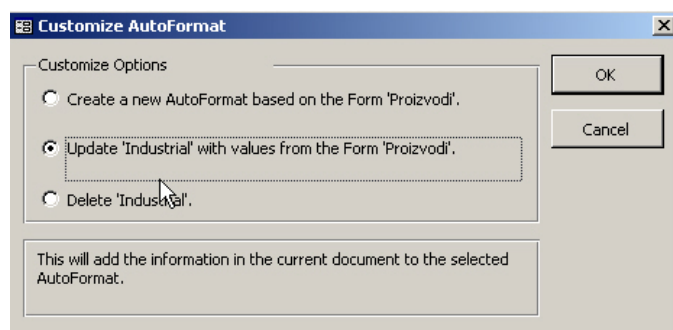 Customize AutoFormat
Customize Options
Create a new AutoFormat based on the Form 'Proizvodi'.
Update 'Industrial' with values from the Form 'Proizvodi'.
Delete 'Industrial'.
OK
Cancel
This will add the information in the current document to the selected
AutoFormat.